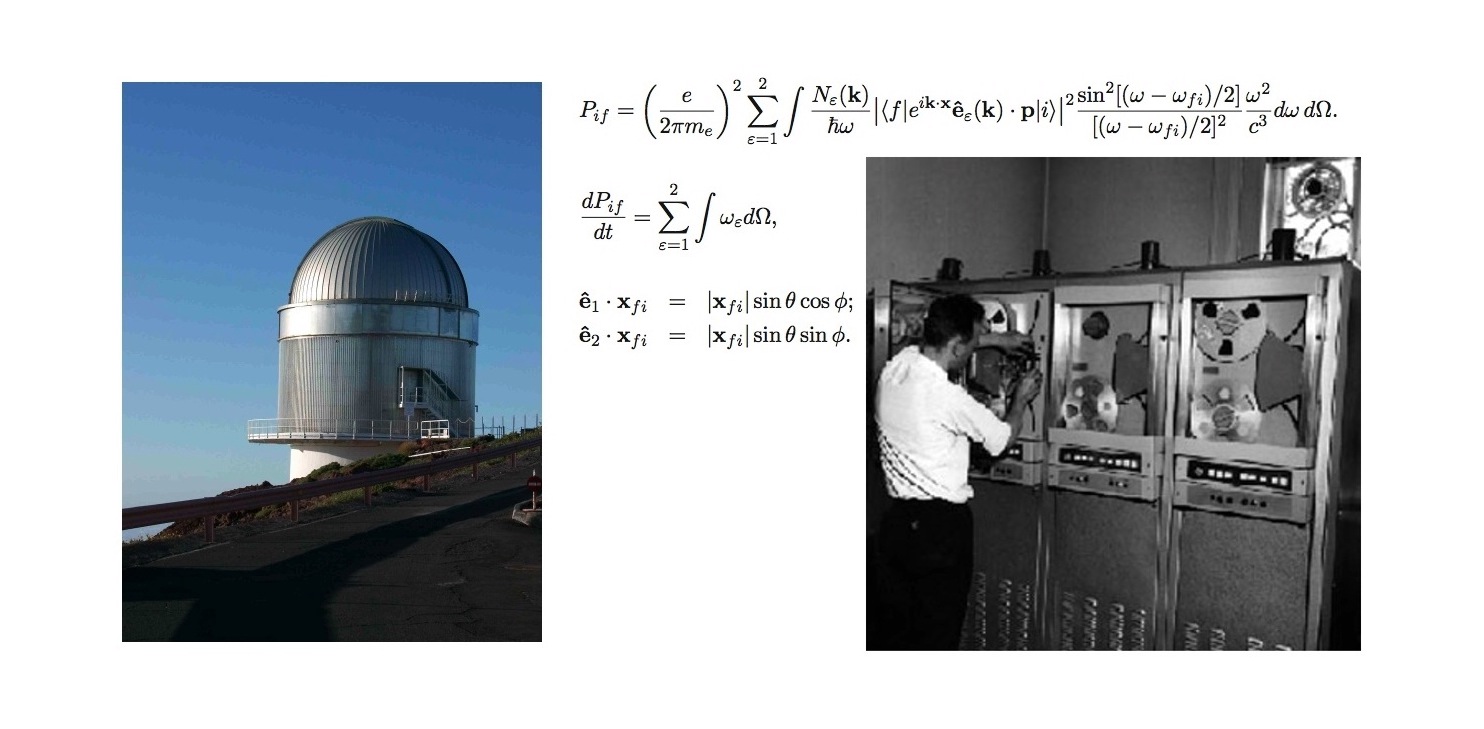 P_{if} = \left( \frac{e}{2\pi m_e} \right)^2 \sum_{\varepsilon=1}^{2} \int \frac{N_\varepsilon(\mathbf{k})}{\hbar\omega} \left| \langle f | e^{i\mathbf{k}\cdot\mathbf{x}} \hat{\mathbf{e}}_\varepsilon(\mathbf{k}) \cdot \mathbf{p} | i \rangle \right|^2 \frac{\sin^2[(\omega - \omega_{fi})/2]}{[(\omega - \omega_{fi})/2]^2} \frac{\omega^2}{c^3} d\omega \, d\Omega.
\frac{dP_{if}}{dt} = \sum_{\varepsilon=1}^{2} \int \omega_\varepsilon d\Omega,
\hat{\mathbf{e}}_1 \cdot \mathbf{x}_{fi} = |\mathbf{x}_{fi}| \sin\theta \cos\phi;
\hat{\mathbf{e}}_2 \cdot \mathbf{x}_{fi} = |\mathbf{x}_{fi}| \sin\theta \sin\phi.